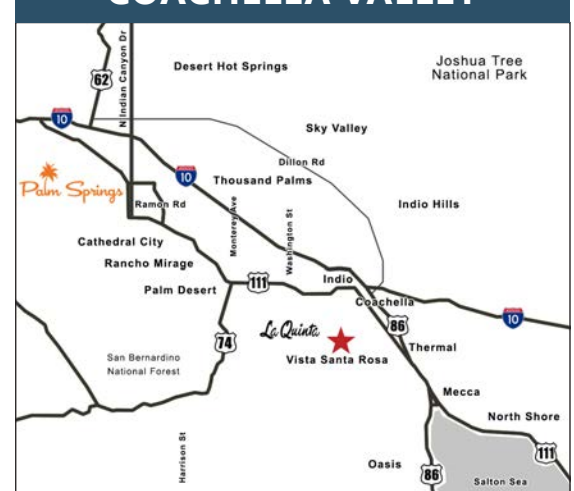 COACHELLA VALLEY
Joshua Tree
National Park
Desert Hot Springs
62
N Indian Canyon Dr
10
Sky Valley
Dillon Rd
10
Thousand Palms
Palm Springs
Ramon Rd
Indio Hills
Monterey Ave
Washington St
Cathedral City
Rancho Mirage
Palm Desert
111
Indio
Coachella
86
10
La Quinta
74
Thermal
Vista Santa Rosa
San Bernardino
National Forest
Mecca
North Shore
Harrison St
111
Oasis
86
Salton Sea